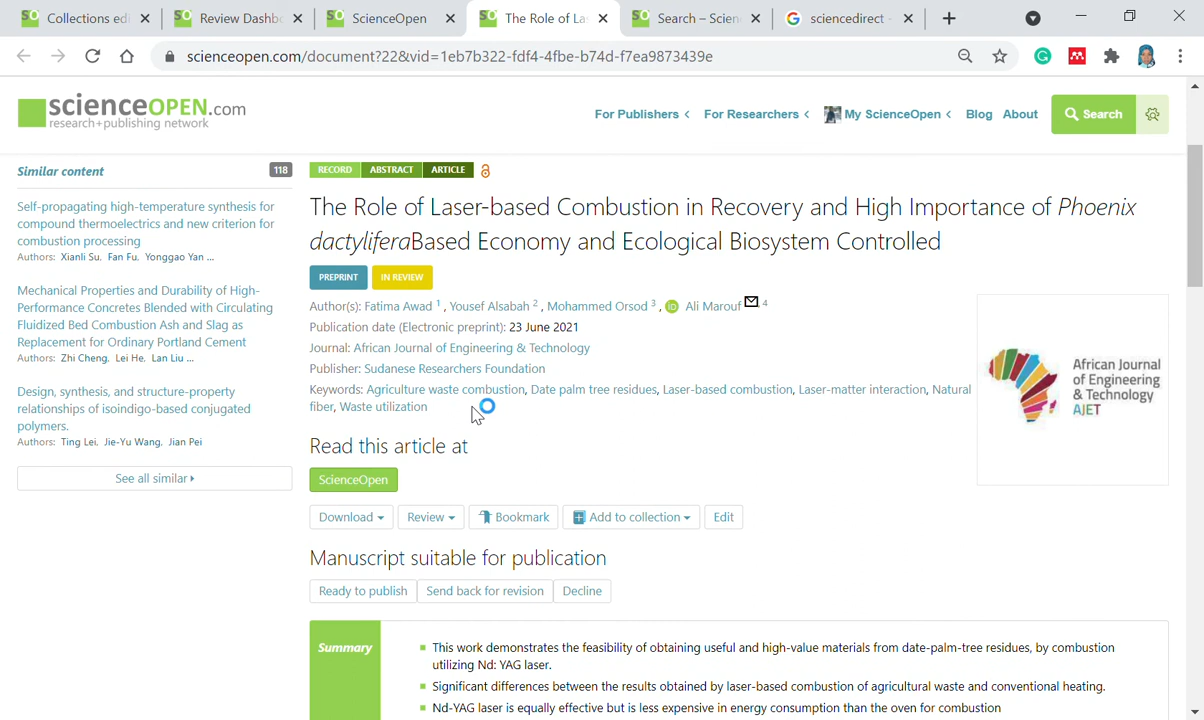 Collections edi
Review Dashb
ScienceOpen
The Role of La
Search – Scien
sciencedirect -
scienceopen.com/document?22&vid=1eb7b322-fdf4-4fbe-b74d-f7ea9873439e
scienceOPEN.com
research+publishing network
For Publishers
For Researchers
My ScienceOpen
Blog
About
Search
Similar content
118
Self-propagating high-temperature synthesis for
compound thermoelectrics and new criterion for
combustion processing
Authors: Xianli Su, Fan Fu, Yonggao Yan ...
Mechanical Properties and Durability of High-
Performance Concretes Blended with Circulating
Fluidized Bed Combustion Ash and Slag as
Replacement for Ordinary Portland Cement
Authors: Zhi Cheng, Lei He, Lan Liu ...
Design, synthesis, and structure-property
relationships of isoindigo-based conjugated
polymers.
Authors: Ting Lei, Jie-Yu Wang, Jian Pei
See all similar
RECORD ABSTRACT ARTICLE
The Role of Laser-based Combustion in Recovery and High Importance of Phoenix
dactyliferaBased Economy and Ecological Biosystem Controlled
PREPRINT
IN REVIEW
Author(s): Fatima Awad 1 , Yousef Alsabah 2 , Mohammed Orsod 3 , iD Ali Marouf 4
Publication date (Electronic preprint): 23 June 2021
Journal: African Journal of Engineering & Technology
Publisher: Sudanese Researchers Foundation
Keywords: Agriculture waste combustion, Date palm tree residues, Laser-based combustion, Laser-matter interaction, Natural
fiber, Waste utilization
African Journal
of Engineering
& Technology
AJET
Read this article at
ScienceOpen
Download
Review
Bookmark
Add to collection
Edit
Manuscript suitable for publication
Ready to publish
Send back for revision
Decline
Summary
This work demonstrates the feasibility of obtaining useful and high-value materials from date-palm-tree residues, by combustion
utilizing Nd: YAG laser.
Significant differences between the results obtained by laser-based combustion of agricultural waste and conventional heating.
Nd-YAG laser is equally effective but is less expensive in energy consumption than the oven for combustion